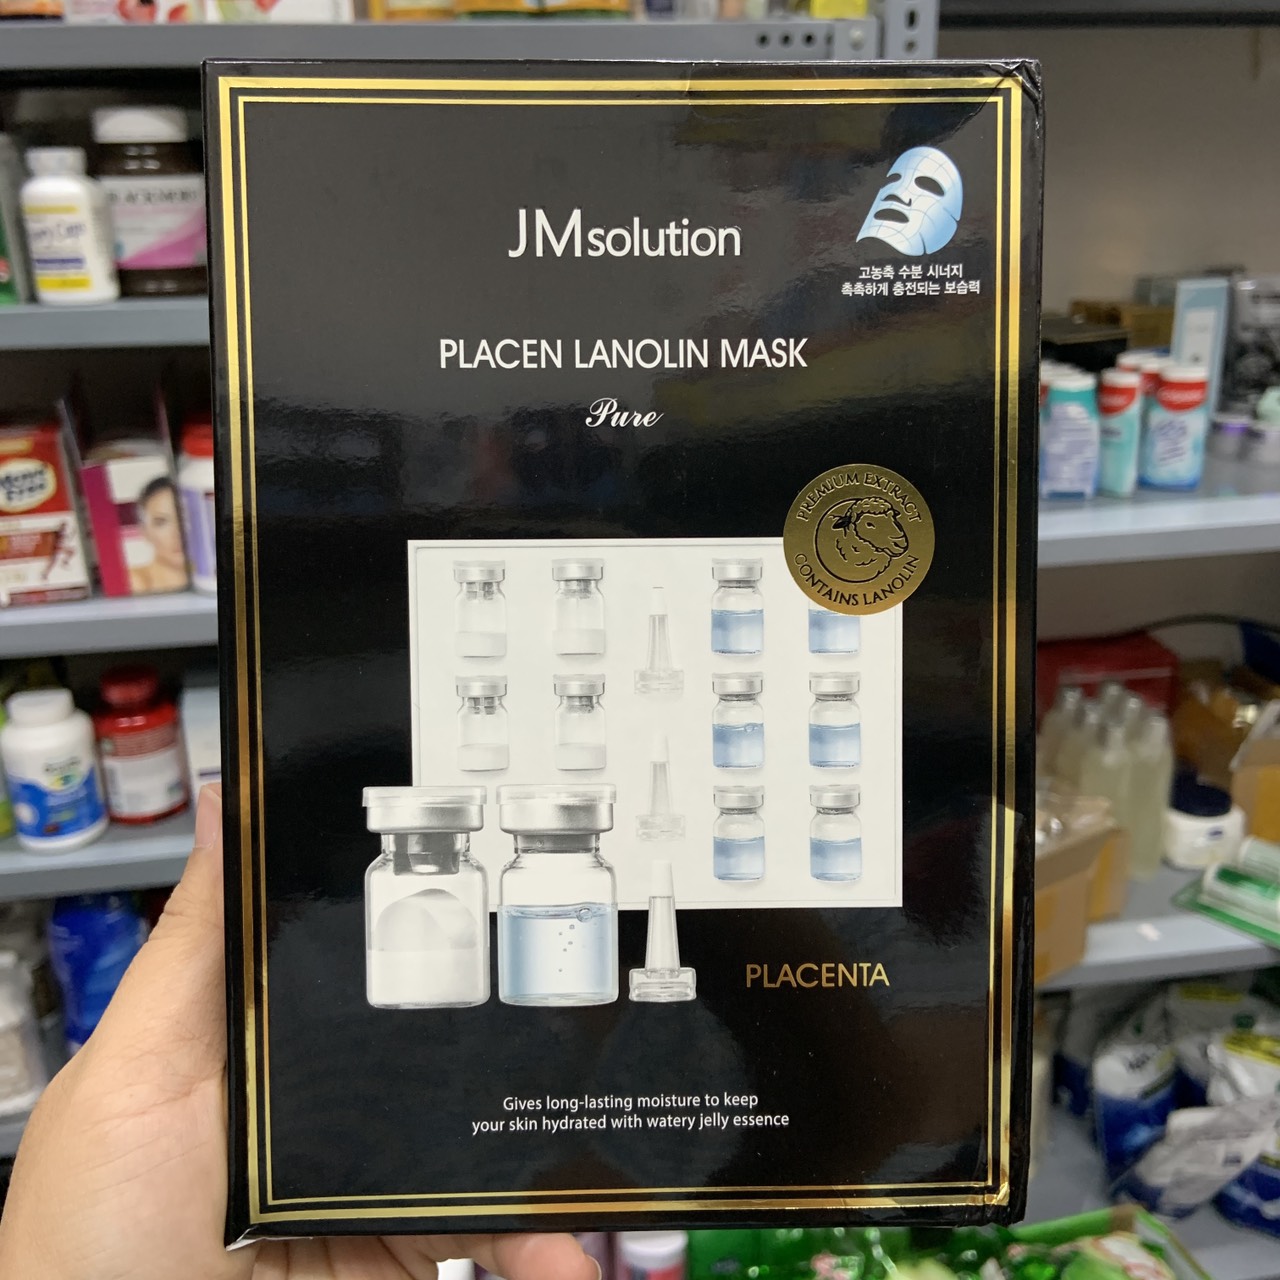 JMsolution
고농축 수분 시너지
촉촉하게 충전되는 보습력
PLACEN LANOLIN MASK
Pure
PREMIUM EXTRACT
CONTAINS LANOLIN
PLACENTA
Gives long-lasting moisture to keep
your skin hydrated with watery jelly essence